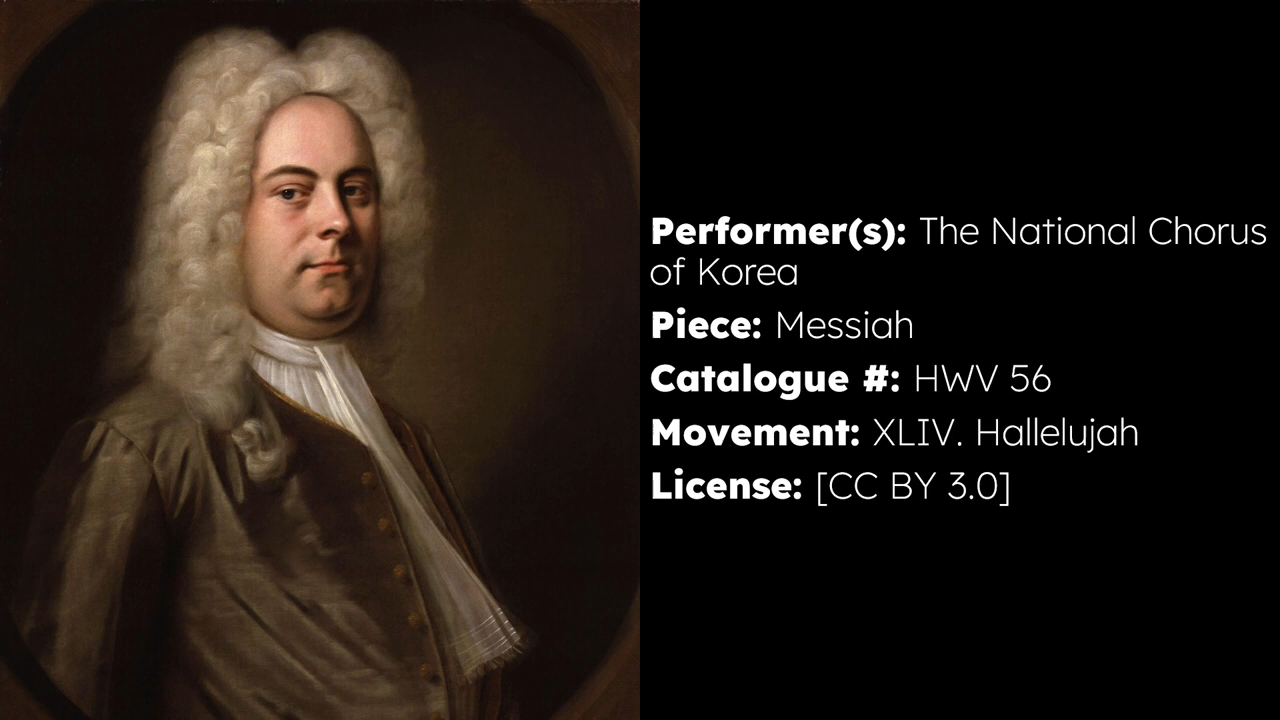 Performer(s): The National Chorus
of Korea
Piece: Messiah
Catalogue #: HWV 56
Movement: XLIV. Hallelujah
License: [CC BY 3.0]